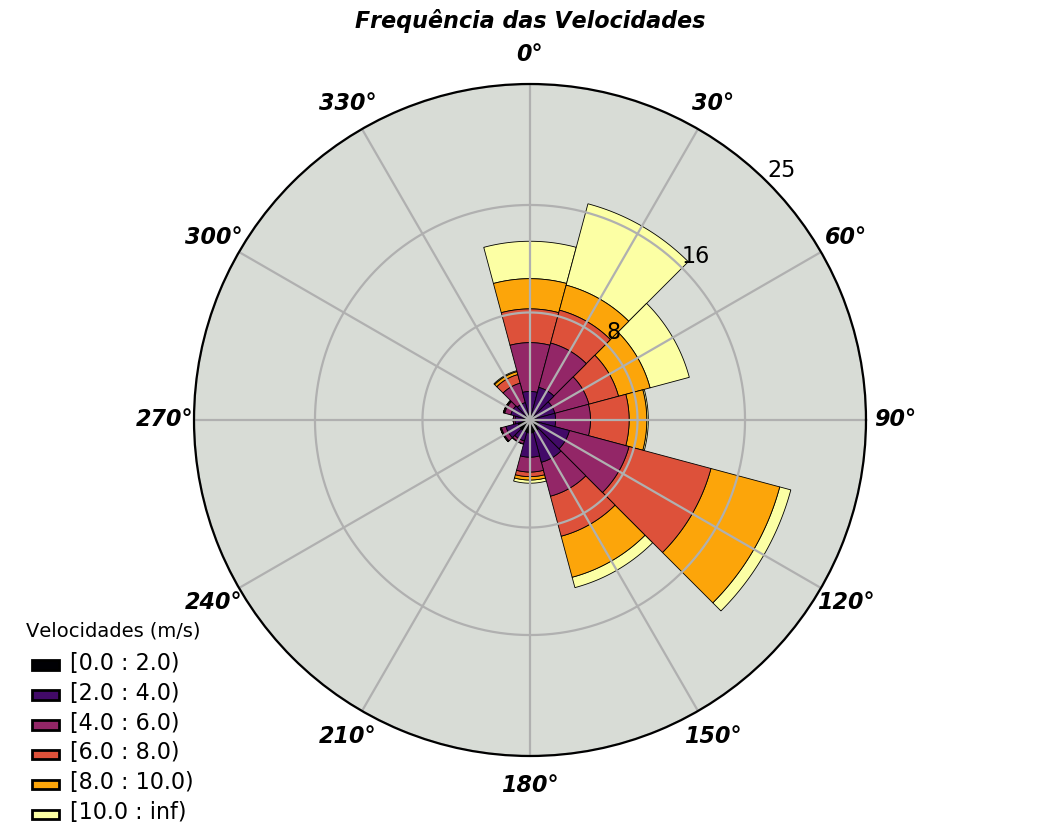 Frequência das Velocidades
0°
330°
30°
25
300°
60°
16
8
270°
90°
240°
120°
210°
150°
180°
Velocidades (m/s)
[0.0 : 2.0)
[2.0 : 4.0)
[4.0 : 6.0)
[6.0 : 8.0)
[8.0 : 10.0)
[10.0 : inf)